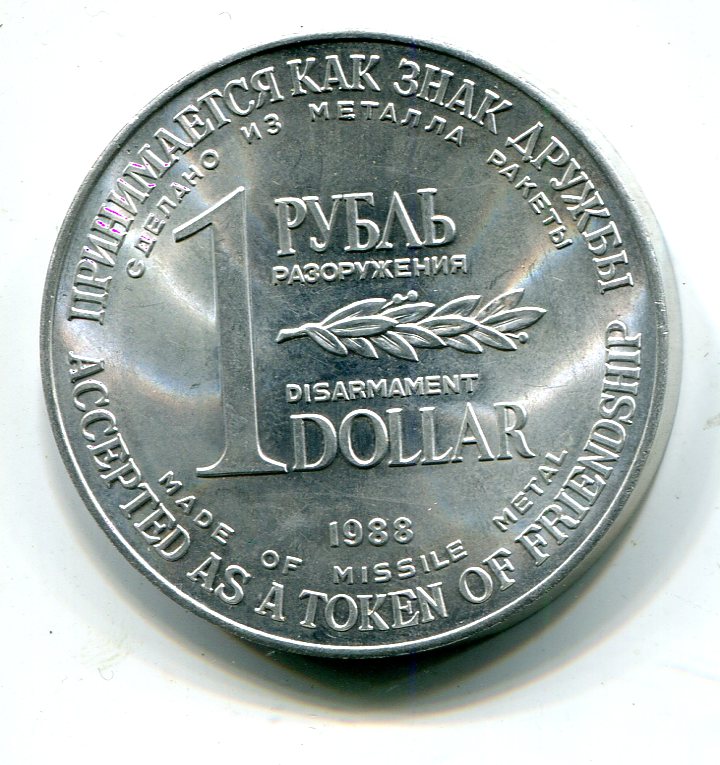 ПРИНИМАЕТСЯ КАК ЗНАК ДРУЖБЫ
СДЕЛАНО ИЗ МЕТАЛЛА РАКЕТЫ
1 РУБЛЬ
РАЗОРУЖЕНИЯ
DISARMAMENT
DOLLAR
1988
MADE OF MISSILE METAL
ACCEPTED AS A TOKEN OF FRIENDSHIP